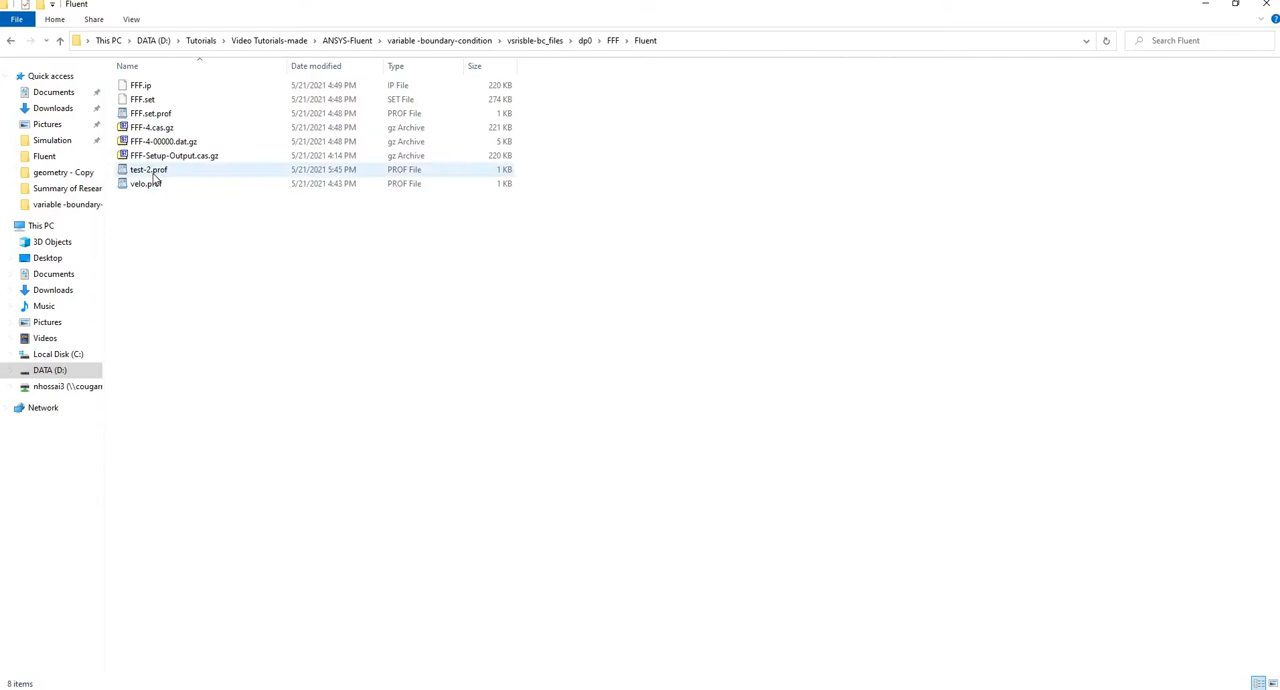 Fluent
File Home Share View
This PC DATA (D:) Tutorials Video Tutorials-made ANSYS-Fluent variable -boundary-condition vsrisble-bc_files dp0 FFF Fluent
Search Fluent
Name Date modified Type Size
FFF.ip 5/21/2021 4:49 PM IP File 220 KB
FFF.set 5/21/2021 4:48 PM SET File 274 KB
FFF.set.prof 5/21/2021 4:48 PM PROF File 1 KB
FFF-4.cas.gz 5/21/2021 4:48 PM gz Archive 221 KB
FFF-4-00000.dat.gz 5/21/2021 4:48 PM gz Archive 5 KB
FFF-Setup-Output.cas.gz 5/21/2021 4:14 PM gz Archive 220 KB
test-2.prof 5/21/2021 5:45 PM PROF File 1 KB
velo.prof 5/21/2021 4:43 PM PROF File 1 KB
Quick access
Documents
Downloads
Pictures
Simulation
Fluent
geometry - Copy
Summary of Resear
variable -boundary-
This PC
3D Objects
Desktop
Documents
Downloads
Music
Pictures
Videos
Local Disk (C:)
DATA (D:)
nhossai3 (\\cougarr
Network
8 items